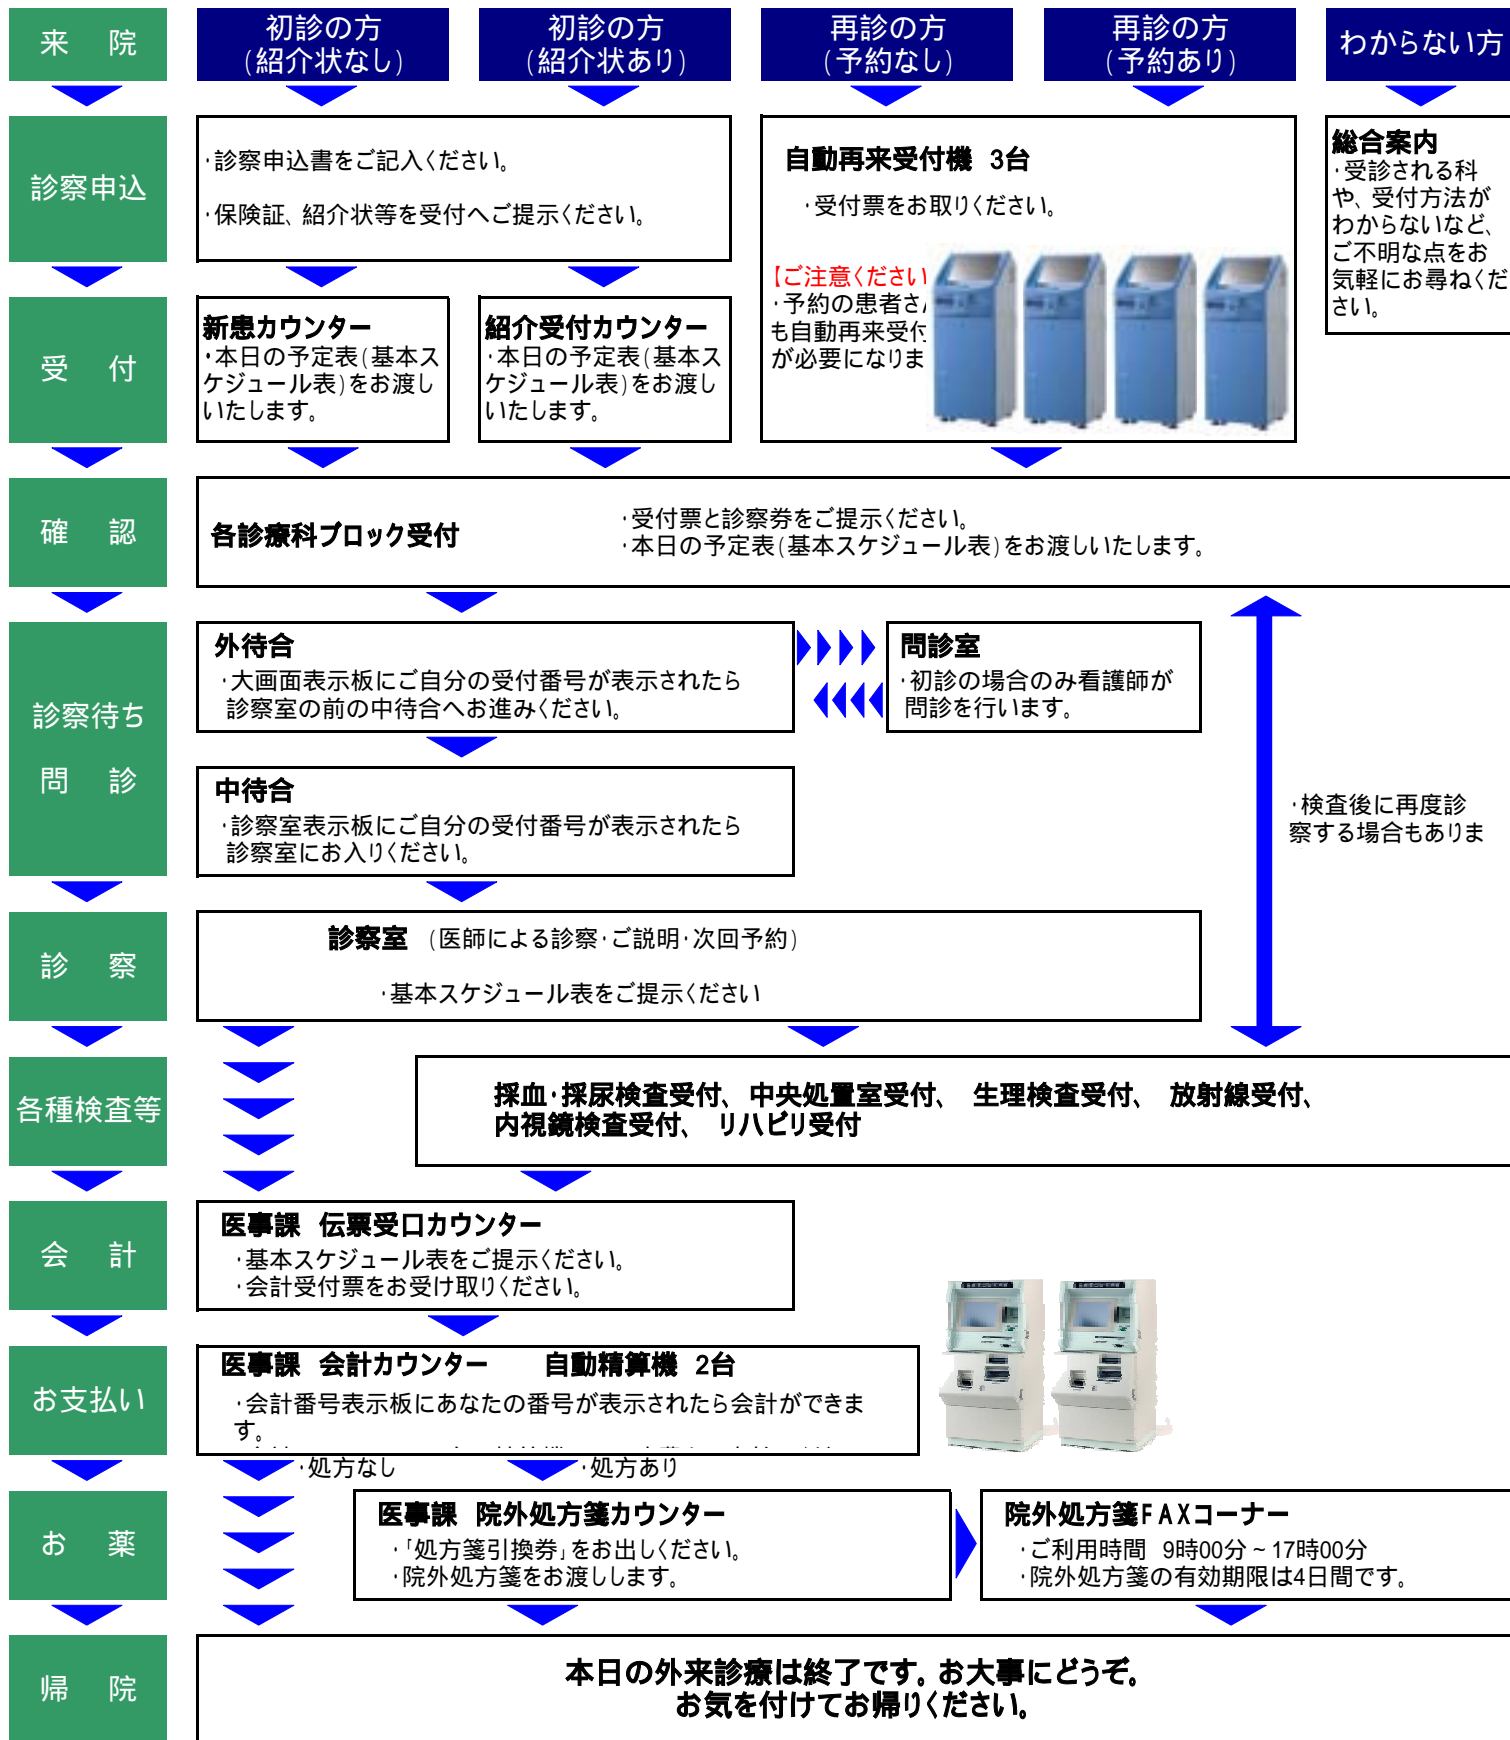 来 院
初診の方
(紹介状なし)
初診の方
(紹介状あり)
再診の方
(予約なし)
再診の方
(予約あり)
わからない方
診察申込
・診察申込書をご記入ください。
・保険証、紹介状等を受付へご提示ください。
自動再来受付機 3台
・受付票をお取りください。
【ご注意ください
・予約の患者さ
も自動再来受付
が必要になりま
総合案内
・受診される科
や、受付方法が
わからないなど、
ご不明な点をお
気軽にお尋ねくだ
さい。
受 付
新患カウンター
・本日の予定表(基本ス
ケジュール表)をお渡し
いたします。
紹介受付カウンター
・本日の予定表(基本ス
ケジュール表)をお渡し
いたします。
確 認
各診療科ブロック受付
・受付票と診察券をご提示ください。
・本日の予定表(基本スケジュール表)をお渡しいたします。
診察待ち
問 診
外待合
・大画面表示板にご自分の受付番号が表示されたら
診察室の前の中待合へお進みください。
問診室
・初診の場合のみ看護師が
問診を行います。
中待合
・診察室表示板にご自分の受付番号が表示されたら
診察室にお入りください。
・検査後に再度診
察する場合もありま
診 察
診察室 (医師による診察・ご説明・次回予約)
・基本スケジュール表をご提示ください
各種検査等
採血・採尿検査受付、中央処置室受付、 生理検査受付、 放射線受付、
内視鏡検査受付、 リハビリ受付
会 計
医事課 伝票受口カウンター
・基本スケジュール表をご提示ください。
・会計受付票をお受け取りください。
お支払い
医事課 会計カウンター 自動精算機 2台
・会計番号表示板にあなたの番号が表示されたら会計ができま
す。
・処方なし
・処方あり
お 薬
医事課 院外処方箋カウンター
・「処方箋引換券」をお出しください。
・院外処方箋をお渡しします。
院外処方箋FAXコーナー
・ご利用時間 9時00分~17時00分
・院外処方箋の有効期限は4日間です。
帰 院
本日の外来診療は終了です。お大事にどうぞ。
お気を付けてお帰りください。